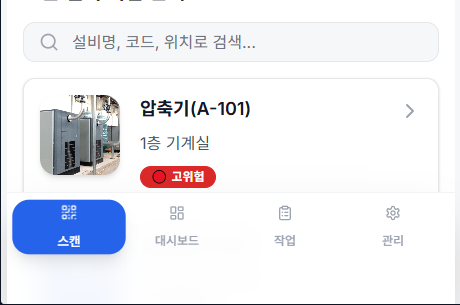 설비명, 코드, 위치로 검색...
압축기(A-101)
1층 기계실
고위험
스캔
대시보드
작업
관리